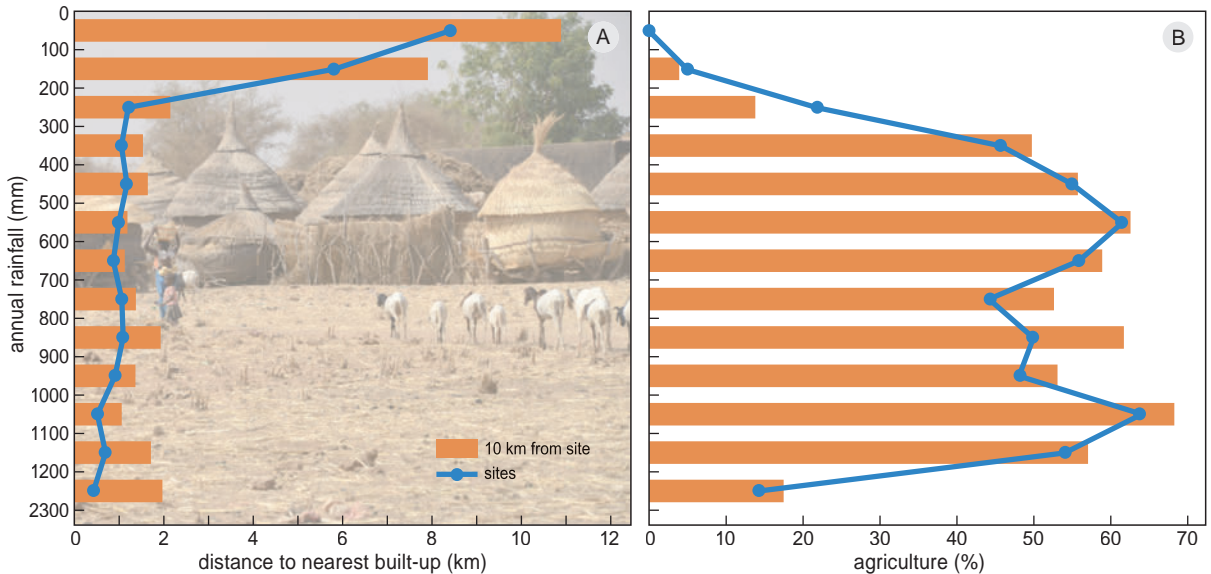 A
B
0
100
200
300
400
500
600
700
800
900
1000
1100
1200
2300
annual rainfall (mm)
10 km from site
sites
0 2 4 6 8 10 12
distance to nearest built-up (km)
0 10 20 30 40 50 60 70
agriculture (%)